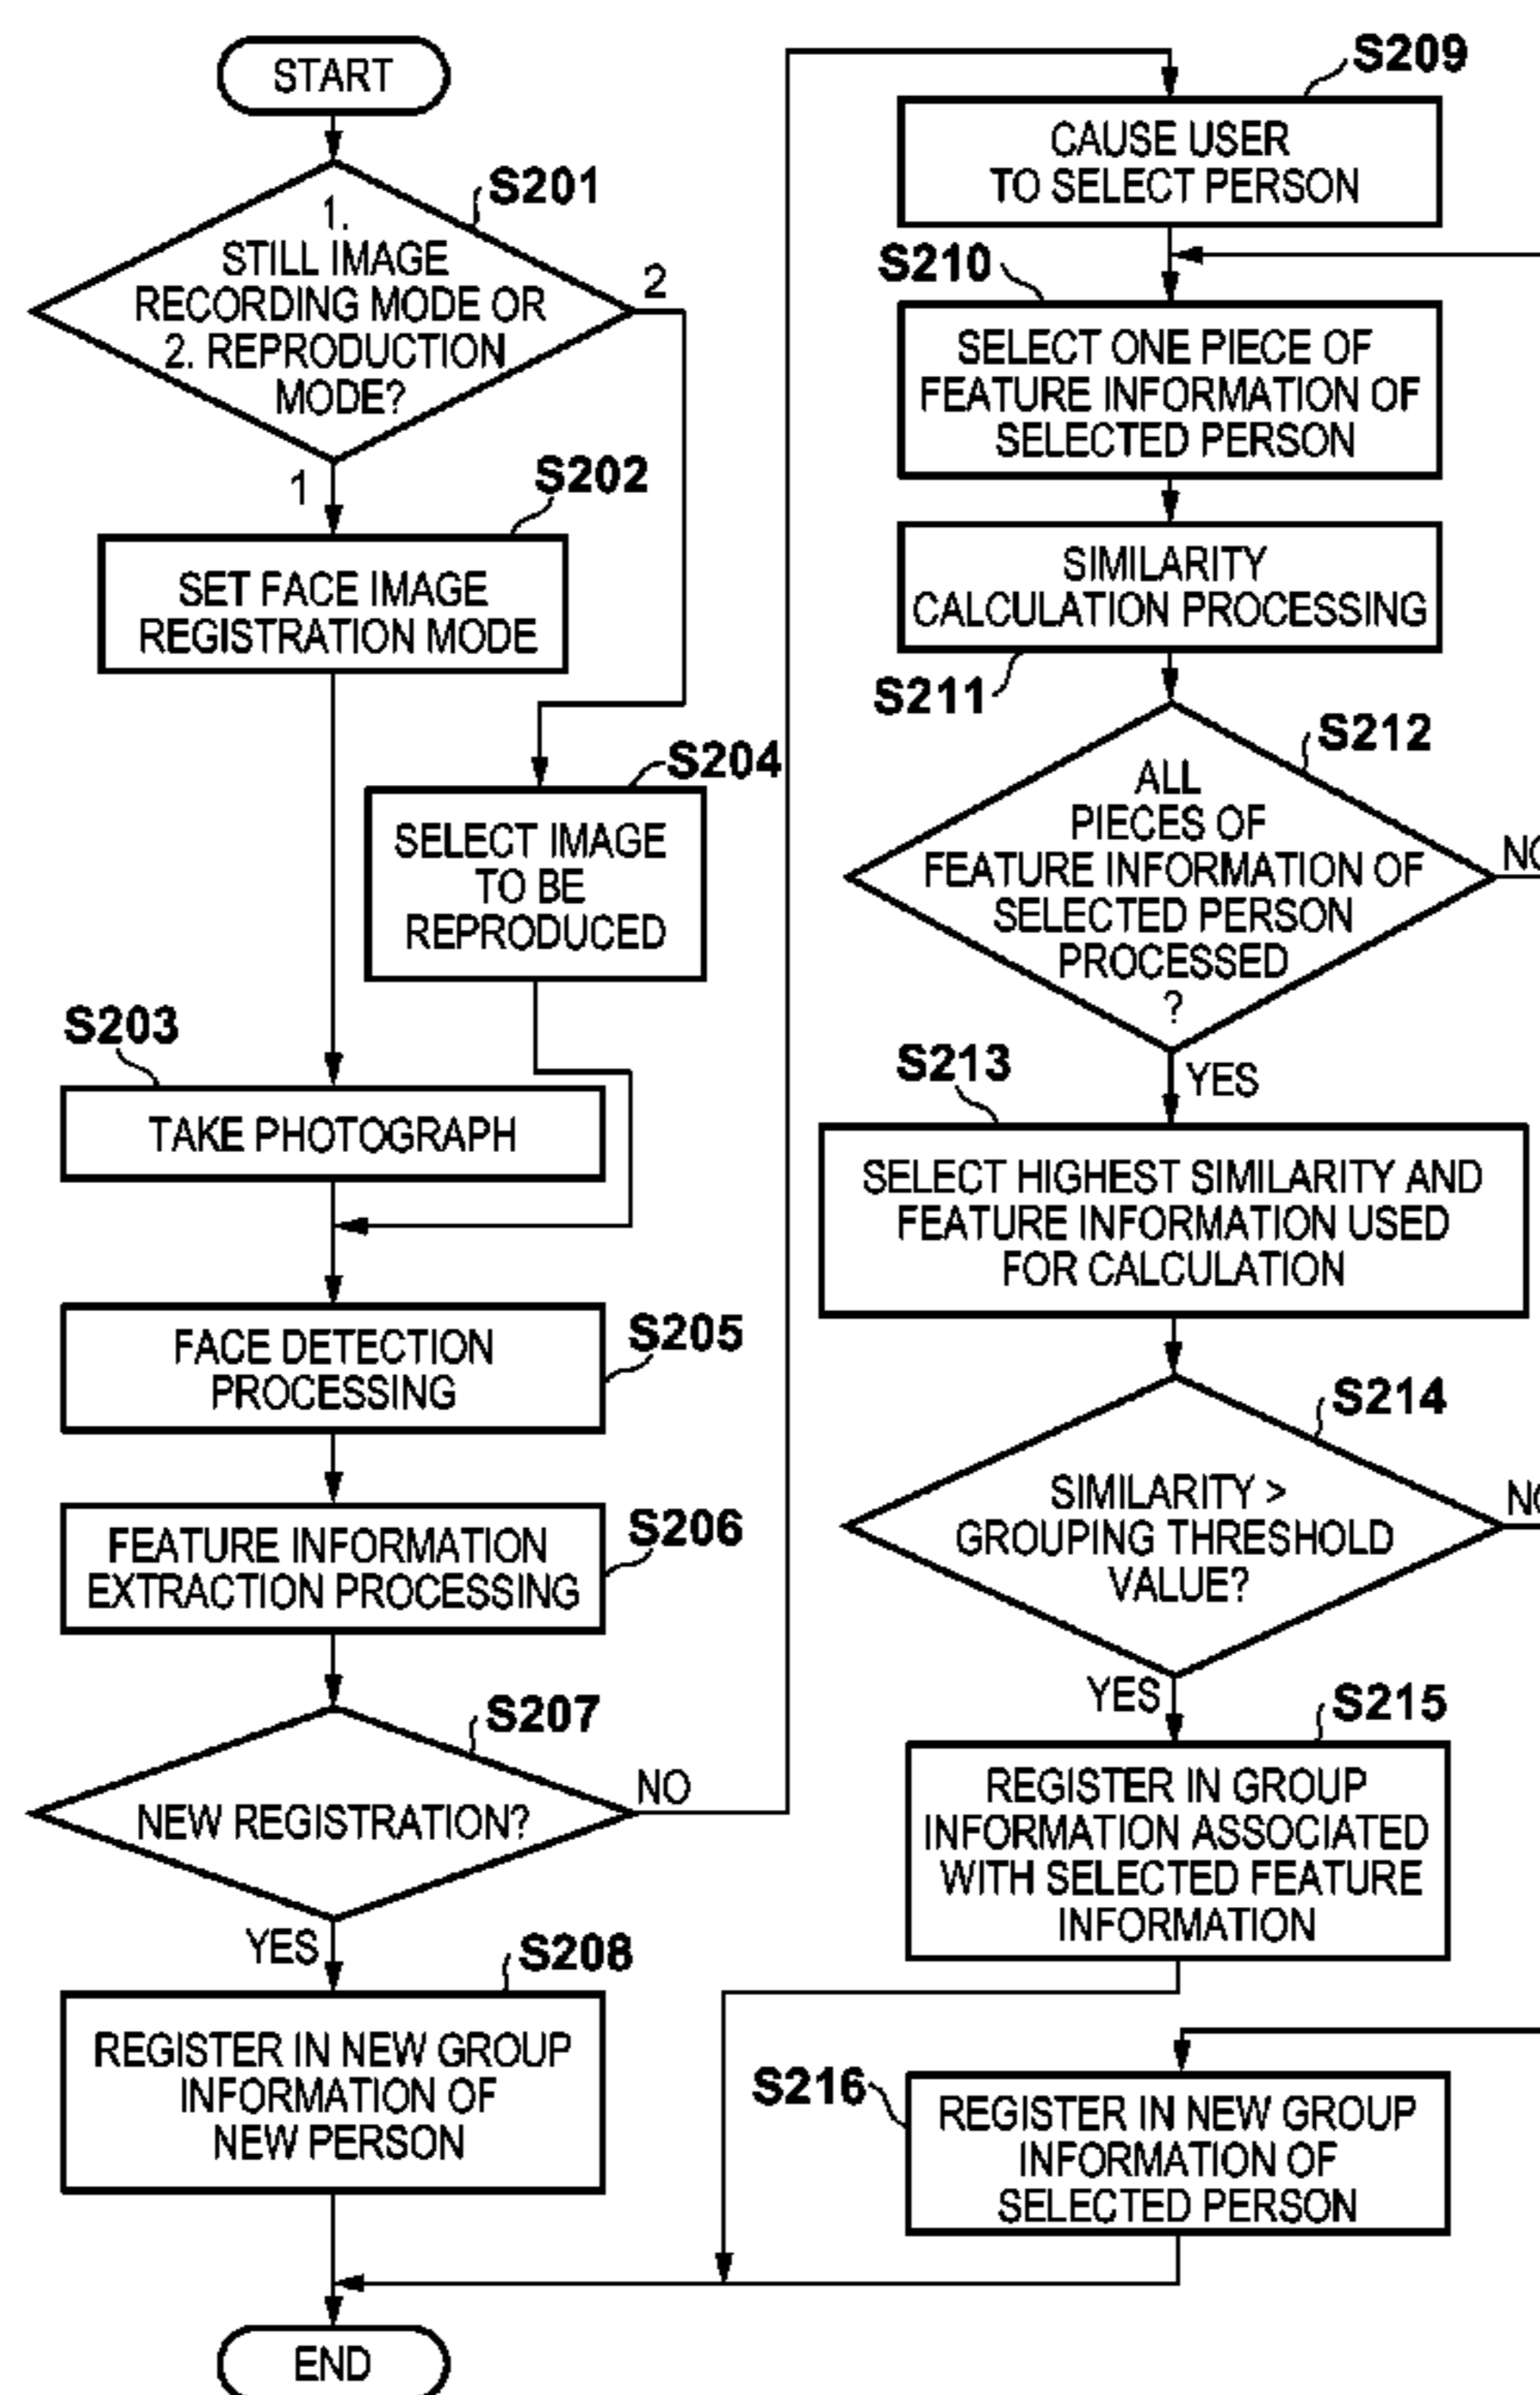 START
S201
1.
STILL IMAGE
RECORDING MODE OR
2. REPRODUCTION
MODE?
2
1
S202
SET FACE IMAGE
REGISTRATION MODE
S204
SELECT IMAGE
TO BE
REPRODUCED
S203
TAKE PHOTOGRAPH
FACE DETECTION
PROCESSING
S205
FEATURE INFORMATION
EXTRACTION PROCESSING
S206
S207
NEW REGISTRATION?
NO
YES
S208
REGISTER IN NEW GROUP
INFORMATION OF
NEW PERSON
END
S209
CAUSE USER
TO SELECT PERSON
S210
SELECT ONE PIECE OF
FEATURE INFORMATION OF
SELECTED PERSON
SIMILARITY
CALCULATION PROCESSING
S211
S212
ALL
PIECES OF
FEATURE INFORMATION OF
SELECTED PERSON
PROCESSED
?
NO
YES
S213
SELECT HIGHEST SIMILARITY AND
FEATURE INFORMATION USED
FOR CALCULATION
S214
SIMILARITY >
GROUPING THRESHOLD
VALUE?
NO
YES
S215
REGISTER IN GROUP
INFORMATION ASSOCIATED
WITH SELECTED FEATURE
INFORMATION
S216
REGISTER IN NEW GROUP
INFORMATION OF
SELECTED PERSON